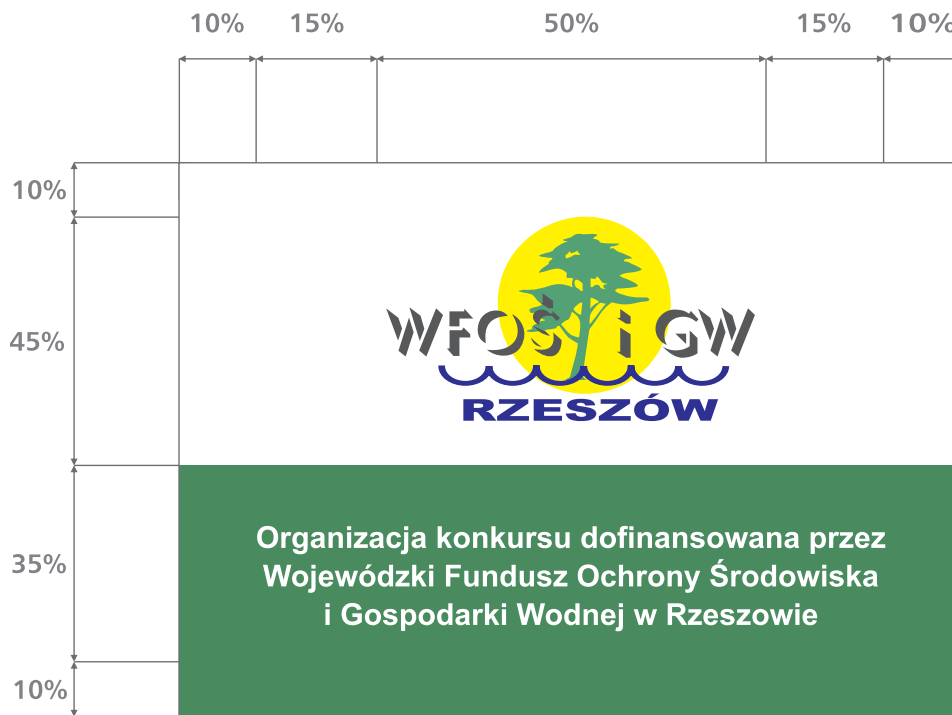 10% 15% 50% 15% 10%
10%
45%
WFOŚ i GW
RZESZÓW
35%
Organizacja konkursu dofinansowana przez
Wojewódzki Fundusz Ochrony Środowiska
i Gospodarki Wodnej w Rzeszowie
10%